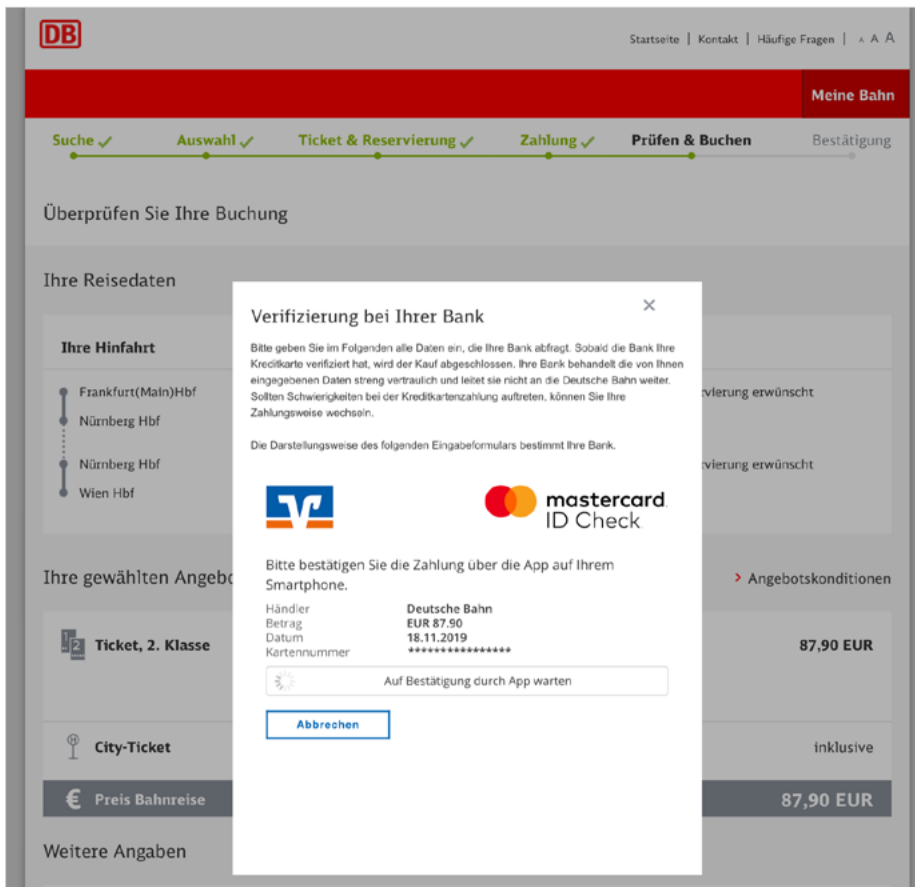 DB
Startseite | Kontakt | Häufige Fragen | A A A
Meine Bahn
Suche Auswahl Ticket & Reservierung Zahlung Prüfen & Buchen Bestätigung
Überprüfen Sie Ihre Buchung
Ihre Reisedaten
Ihre Hinfahrt
Frankfurt(Main)Hbf
Nürnberg Hbf
Nürnberg Hbf
Wien Hbf
erwünscht
erwünscht
Verifizierung bei Ihrer Bank
Bitte geben Sie im Folgenden alle Daten ein, die Ihre Bank abfragt. Sobald die Bank Ihre
Kreditkarte verifiziert hat, wird der Kauf abgeschlossen. Ihre Bank behandelt die von Ihnen
eingegebenen Daten streng vertraulich und leitet sie nicht an die Deutsche Bahn weiter.
Sollten Schwierigkeiten bei der Kreditkartenzahlung auftreten, können Sie Ihre
Zahlungsweise wechseln.
Die Darstellungsweise des folgenden Eingabeformulars bestimmt Ihre Bank.
mastercard.
ID Check
Bitte bestätigen Sie die Zahlung über die App auf Ihrem
Smartphone.
Händler Deutsche Bahn
Betrag EUR 87.90
Datum 18.11.2019
Kartennummer ****************
Auf Bestätigung durch App warten
Abbrechen
Ihre gewählten
Angebotskonditionen
1 2 Ticket, 2. Klasse 87,90 EUR
H City-Ticket inklusive
€ Preis Bahnreise 87,90 EUR
Weitere Angaben